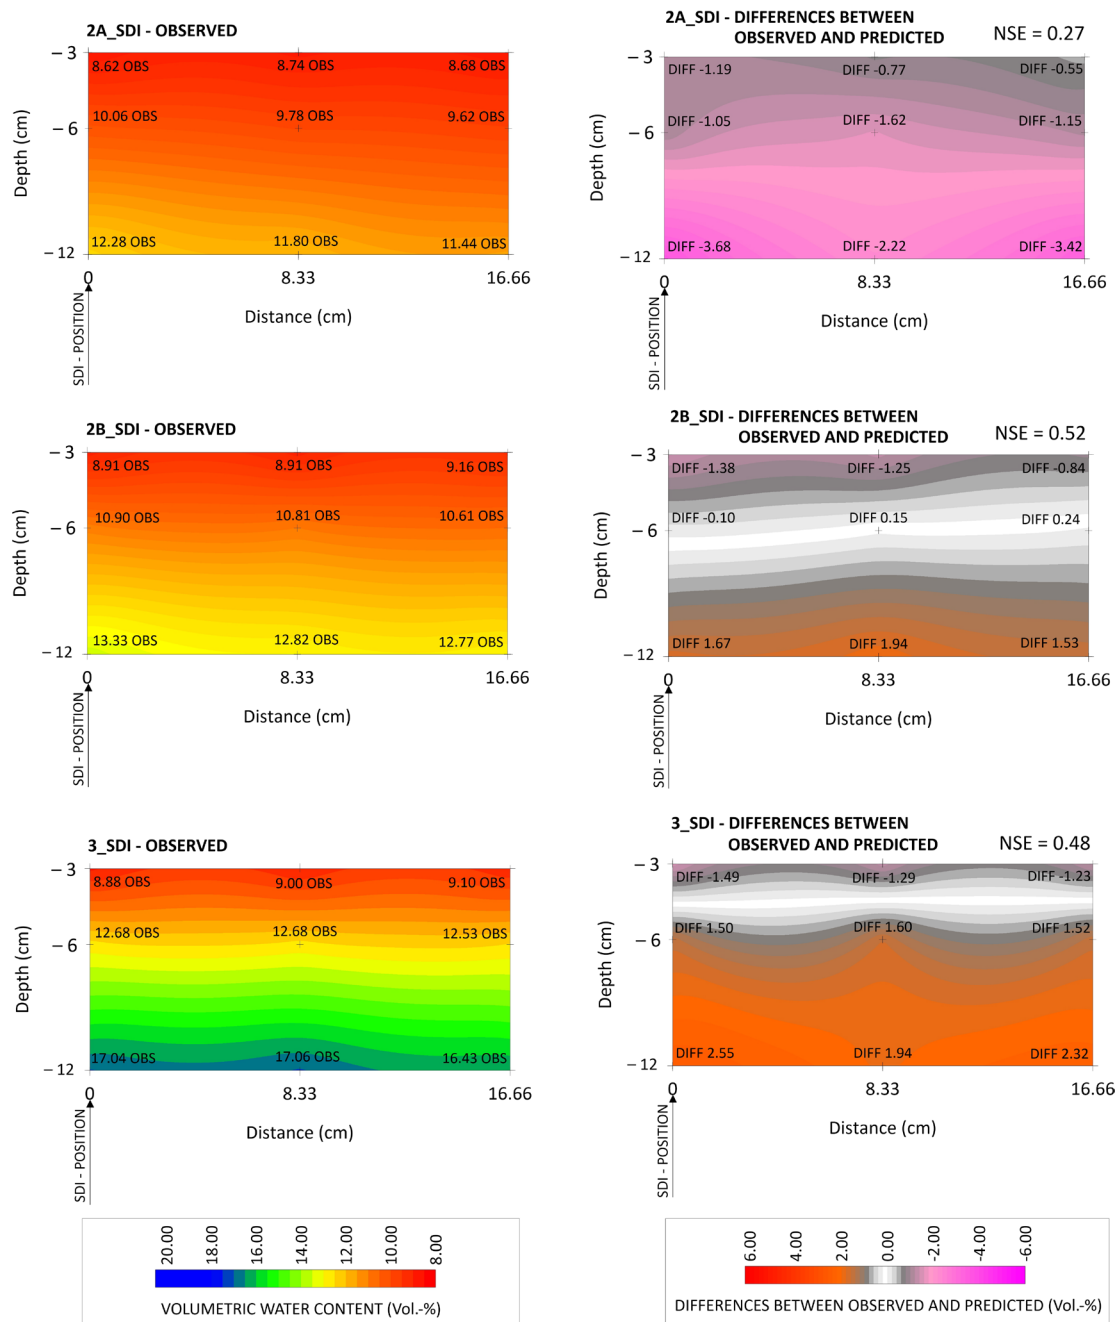 2A_SDI - OBSERVED
− 3
8.62 OBS 8.74 OBS 8.68 OBS
10.06 OBS 9.78 OBS 9.62 OBS
− 6
Depth (cm)
12.28 OBS 11.80 OBS 11.44 OBS
− 12
0 8.33 16.66
Distance (cm)
SDI - POSITION
2A_SDI - DIFFERENCES BETWEEN
OBSERVED AND PREDICTED NSE = 0.27
− 3
DIFF -1.19 DIFF -0.77 DIFF -0.55
DIFF -1.05 DIFF -1.62 DIFF -1.15
− 6
Depth (cm)
DIFF -3.68 DIFF -2.22 DIFF -3.42
− 12
0 8.33 16.66
Distance (cm)
SDI - POSITION
2B_SDI - OBSERVED
− 3
8.91 OBS 8.91 OBS 9.16 OBS
10.90 OBS 10.81 OBS 10.61 OBS
− 6
Depth (cm)
13.33 OBS 12.82 OBS 12.77 OBS
− 12
0 8.33 16.66
Distance (cm)
SDI - POSITION
2B_SDI - DIFFERENCES BETWEEN
OBSERVED AND PREDICTED NSE = 0.52
− 3
DIFF -1.38 DIFF -1.25 DIFF -0.84
DIFF -0.10 DIFF 0.15 DIFF 0.24
− 6
Depth (cm)
DIFF 1.67 DIFF 1.94 DIFF 1.53
− 12
0 8.33 16.66
Distance (cm)
SDI - POSITION
3_SDI - OBSERVED
− 3
8.88 OBS 9.00 OBS 9.10 OBS
12.68 OBS 12.68 OBS 12.53 OBS
− 6
Depth (cm)
17.04 OBS 17.06 OBS 16.43 OBS
− 12
0 8.33 16.66
Distance (cm)
SDI - POSITION
3_SDI - DIFFERENCES BETWEEN
OBSERVED AND PREDICTED NSE = 0.48
− 3
DIFF -1.49 DIFF -1.29 DIFF -1.23
DIFF 1.50 DIFF 1.60 DIFF 1.52
− 6
Depth (cm)
DIFF 2.55 DIFF 1.94 DIFF 2.32
− 12
0 8.33 16.66
Distance (cm)
SDI - POSITION
20.00 18.00 16.00 14.00 12.00 10.00 8.00
VOLUMETRIC WATER CONTENT (Vol.-%)
6.00 4.00 2.00 0.00 -2.00 -4.00 -6.00
DIFFERENCES BETWEEN OBSERVED AND PREDICTED (Vol.-%)